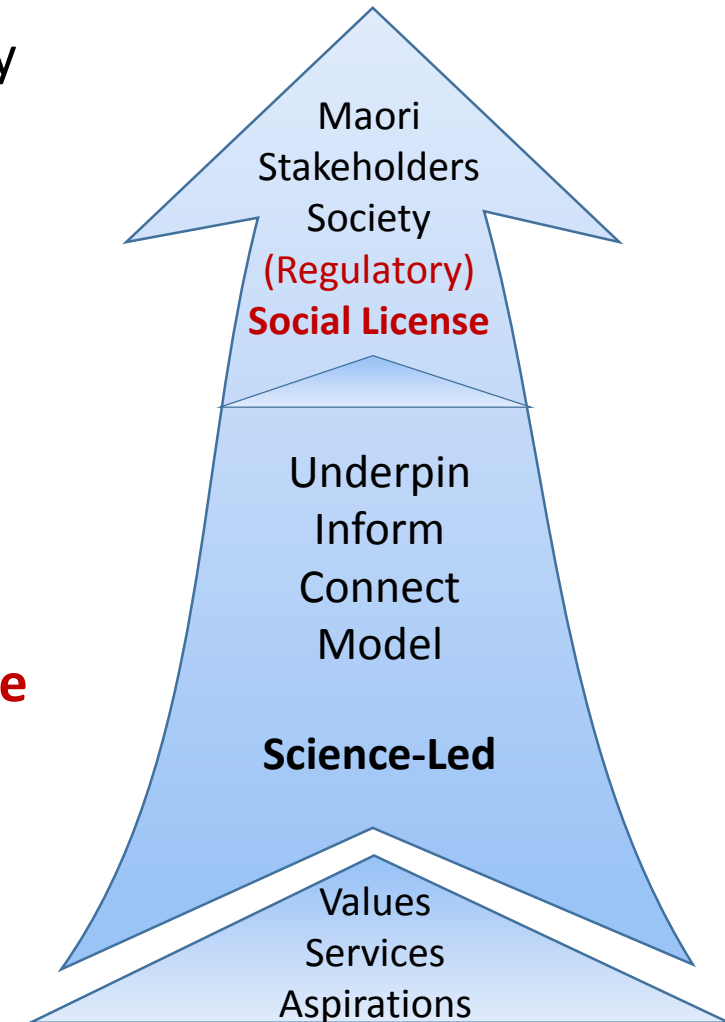 y
Maori
Stakeholders
Society
(Regulatory)
Social License
Underpin
Inform
Connect
Model
e
Science-Led
Values
Services
Aspirations